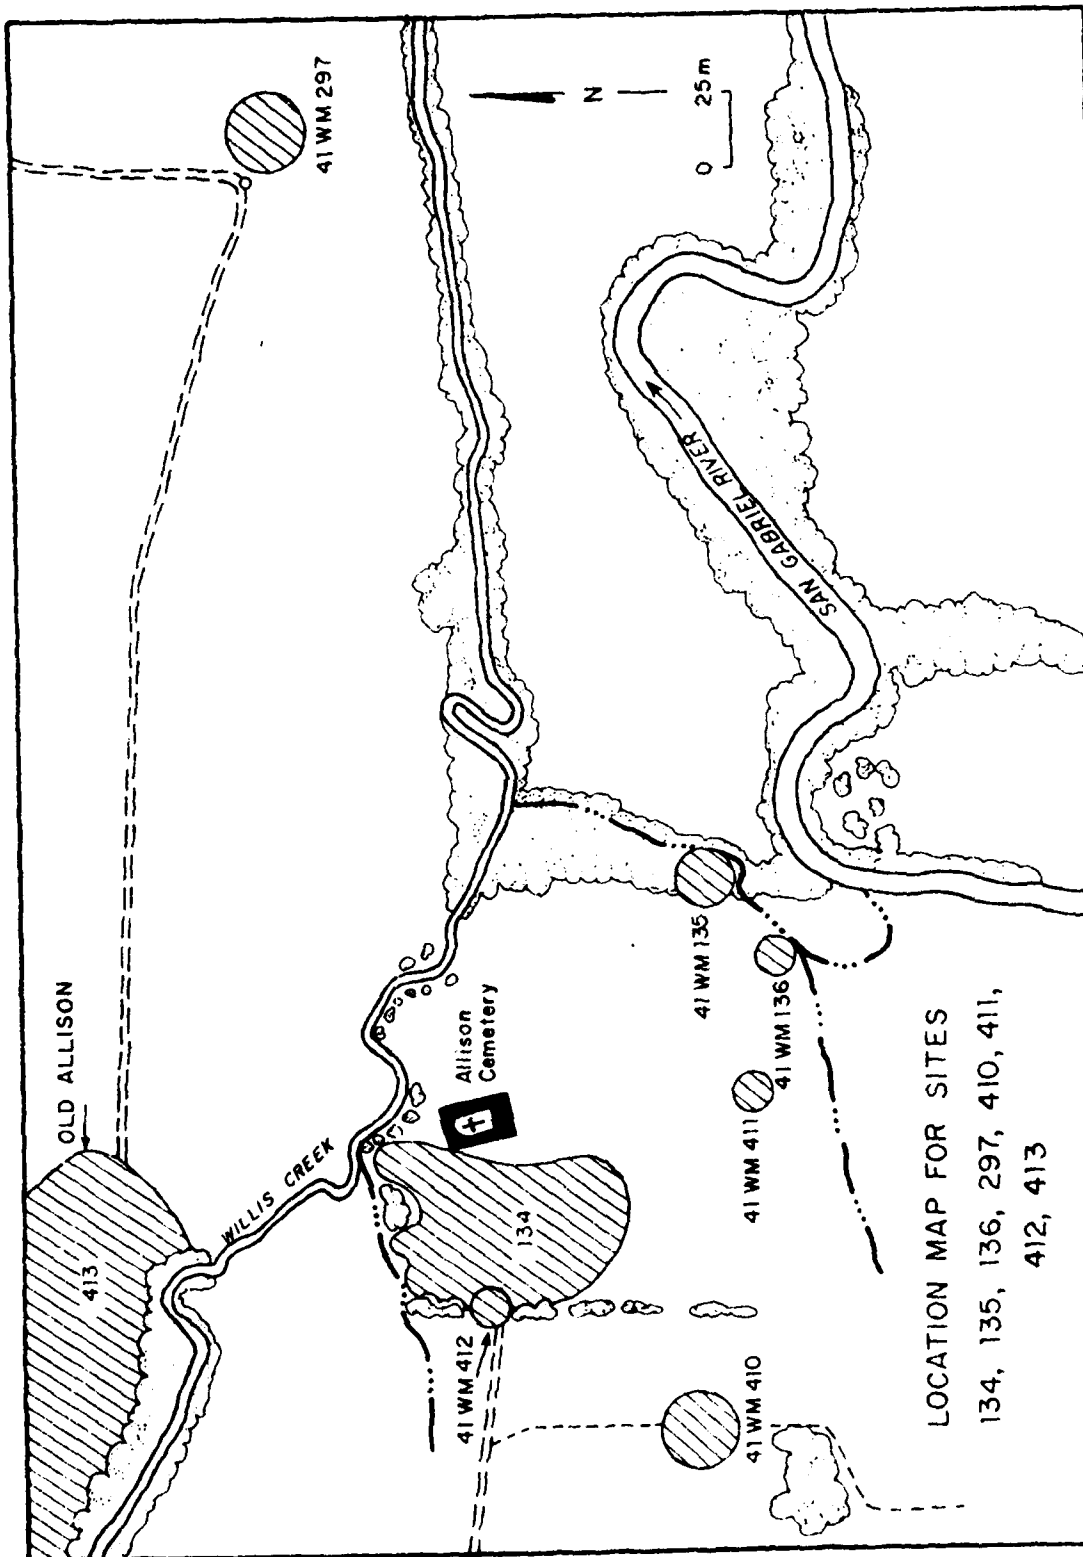 OLD ALLISON
413
WILLIS CREEK
41 WM 297
N
0 25m
Allison
Cemetery
134
41 WM 412
41 WM 410
41 WM 411
41 WM 136
41 WM 135
SAN GABRIEL RIVER
LOCATION MAP FOR SITES
134, 135, 136, 297, 410, 411,
412, 413